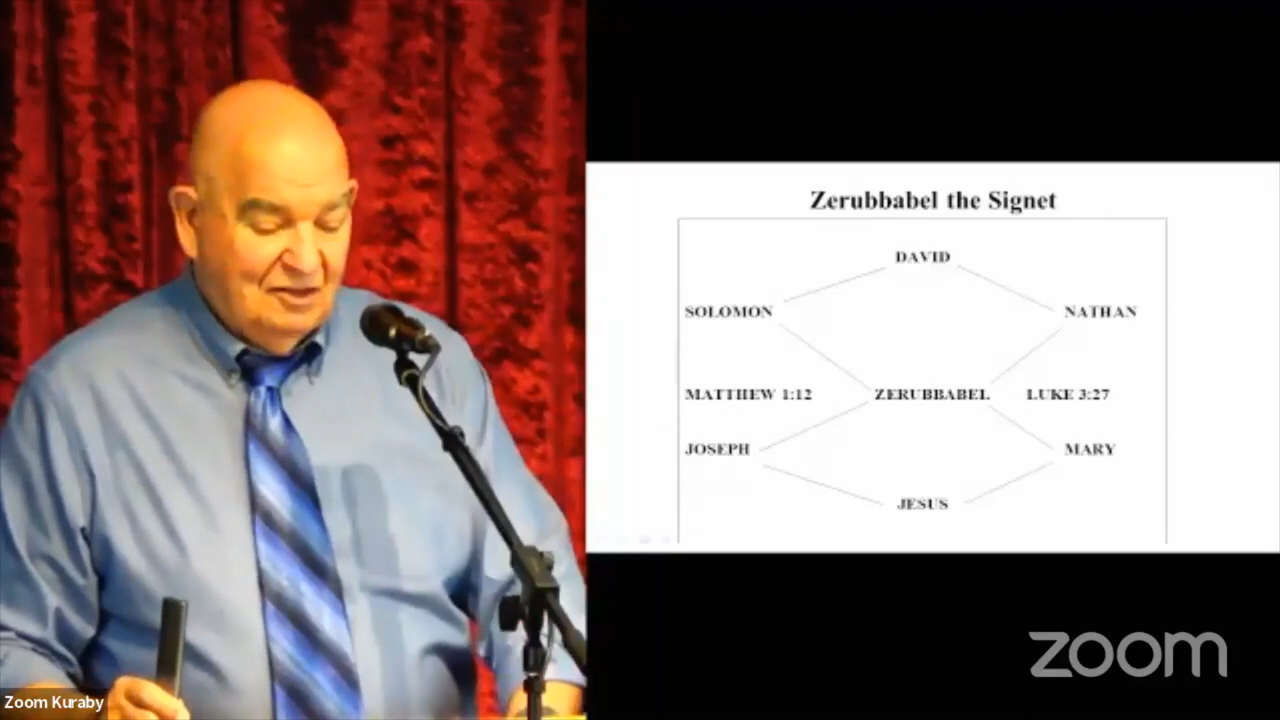 Zerubbabel the Signet
DAVID
SOLOMON NATHAN
MATTHEW 1:12 ZERUBBABEL LUKE 3:27
JOSEPH MARY
JESUS
Zoom Kuraby
zoom